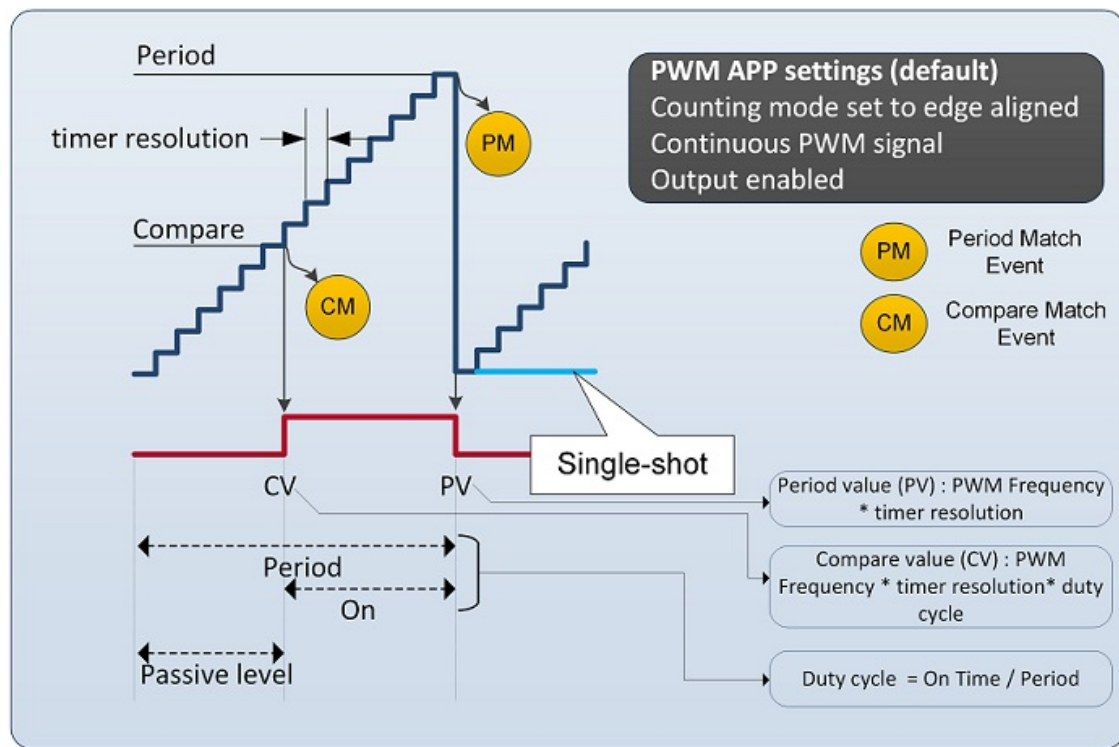 Period
timer resolution
Compare
PM
CM
PWM APP settings (default)
Counting mode set to edge aligned
Continuous PWM signal
Output enabled
PM
Period Match
Event
CM
Compare Match
Event
Single-shot
CV
PV
Period
On
Passive level
Period value (PV) : PWM Frequency
* timer resolution
Compare value (CV) : PWM
Frequency * timer resolution* duty
cycle
Duty cycle = On Time / Period